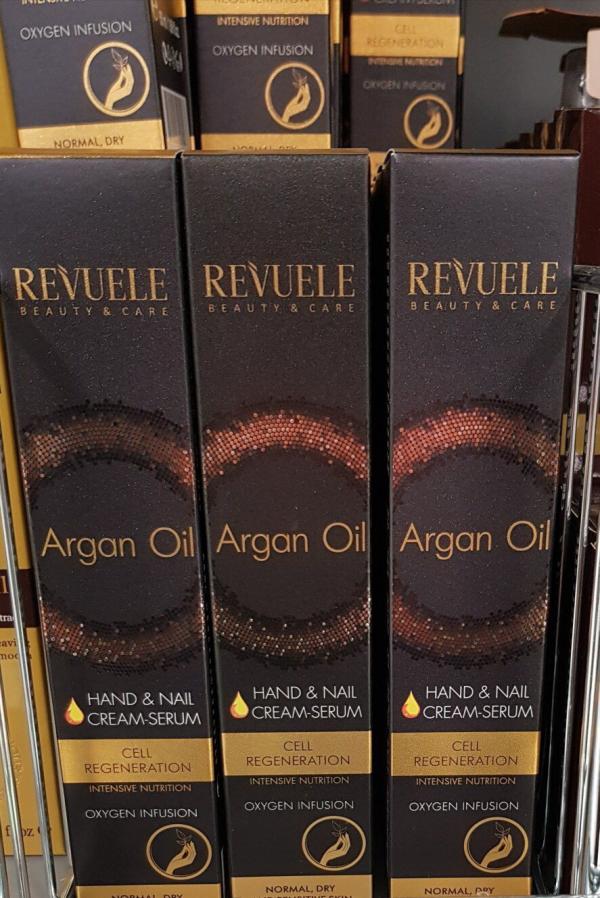 OXYGEN INFUSION
NORMAL, DRY
INTENSIVE NUTRITION
OXYGEN INFUSION
CELL
REGENERATION
INTENSIVE NUTRITION
OXYGEN INFUSION
REVUELE
BEAUTY & CARE
Argan Oil
HAND & NAIL
CREAM-SERUM
CELL
REGENERATION
INTENSIVE NUTRITION
OXYGEN INFUSION
NORMAL, DRY
REVUELE
BEAUTY & CARE
Argan Oil
HAND & NAIL
CREAM-SERUM
CELL
REGENERATION
INTENSIVE NUTRITION
OXYGEN INFUSION
NORMAL, DRY
REVUELE
BEAUTY & CARE
Argan Oil
HAND & NAIL
CREAM-SERUM
CELL
REGENERATION
INTENSIVE NUTRITION
OXYGEN INFUSION
NORMAL, DRY